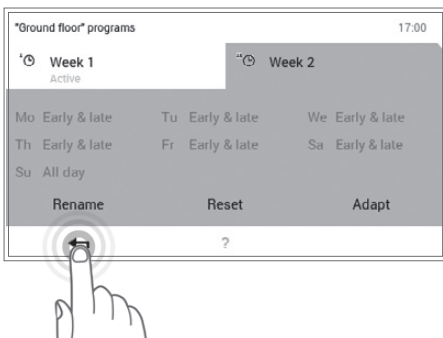 "Ground floor" programs 17:00
Week 1 Week 2
Active
Mo Early & late Tu Early & late We Early & late
Th Early & late Fr Early & late Sa Early & late
Su All day
Rename Reset Adapt
?